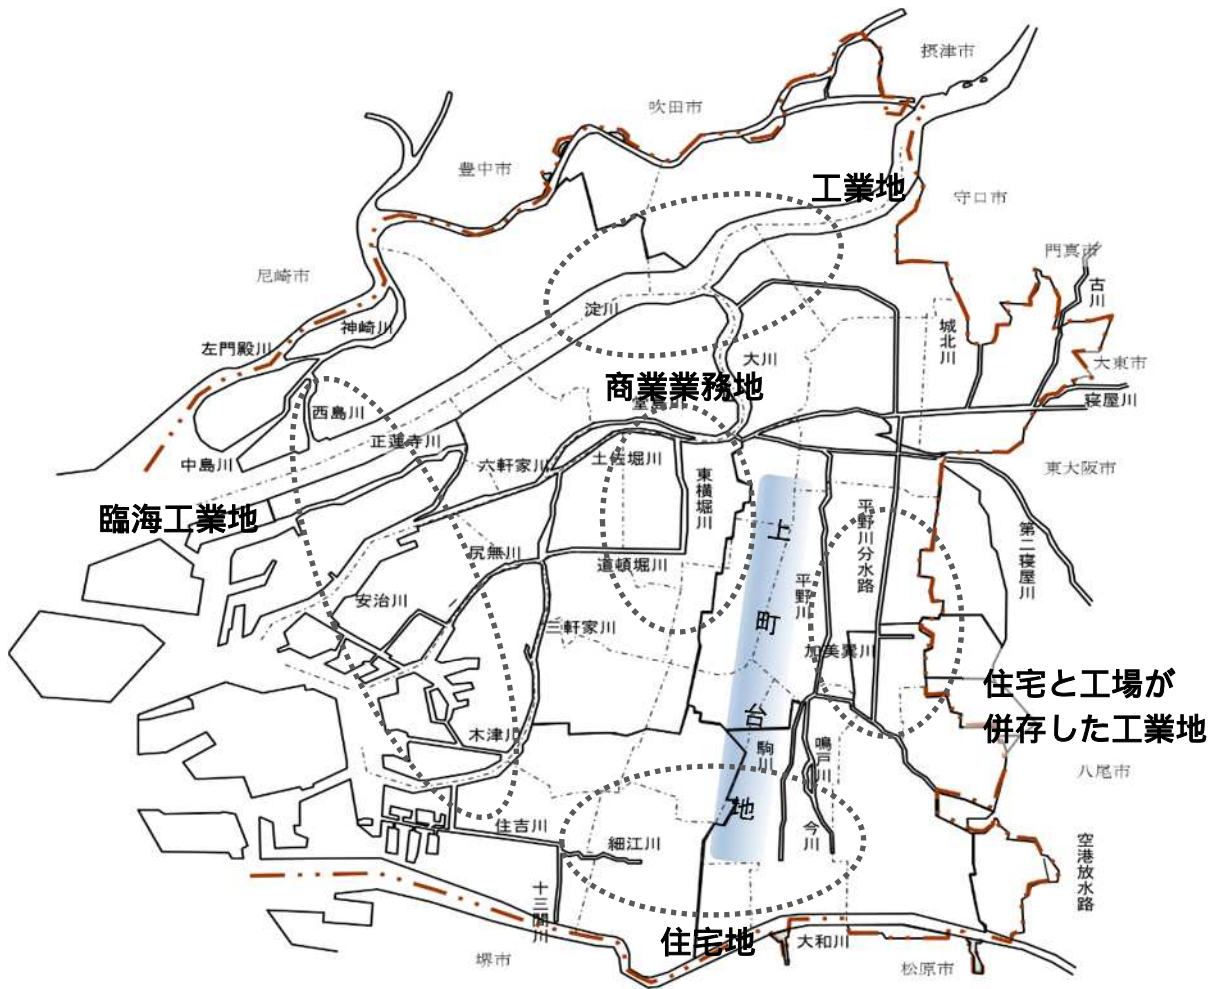 摂津市
吹田市
豊中市
工業地
守口市
門真市
古川
尼崎市
淀川
神崎川
城北川
左門殿川
大川
大東市
商業業務地
堂島川
寝屋川
西島川
正蓮寺川
中島川
六軒家川
土佐堀川
東横堀川
東大阪市
臨海工業地
上町台地
平野川分水路
第二寝屋川
尻無川
道頓堀川
平野川
安治川
三軒家川
加美巽川
住宅と工場が
併存した工業地
木津川
駒川
鳴戸川
八尾市
住吉川
細江川
今川
空港放水路
十三間川
住宅地
大和川
堺市
松原市